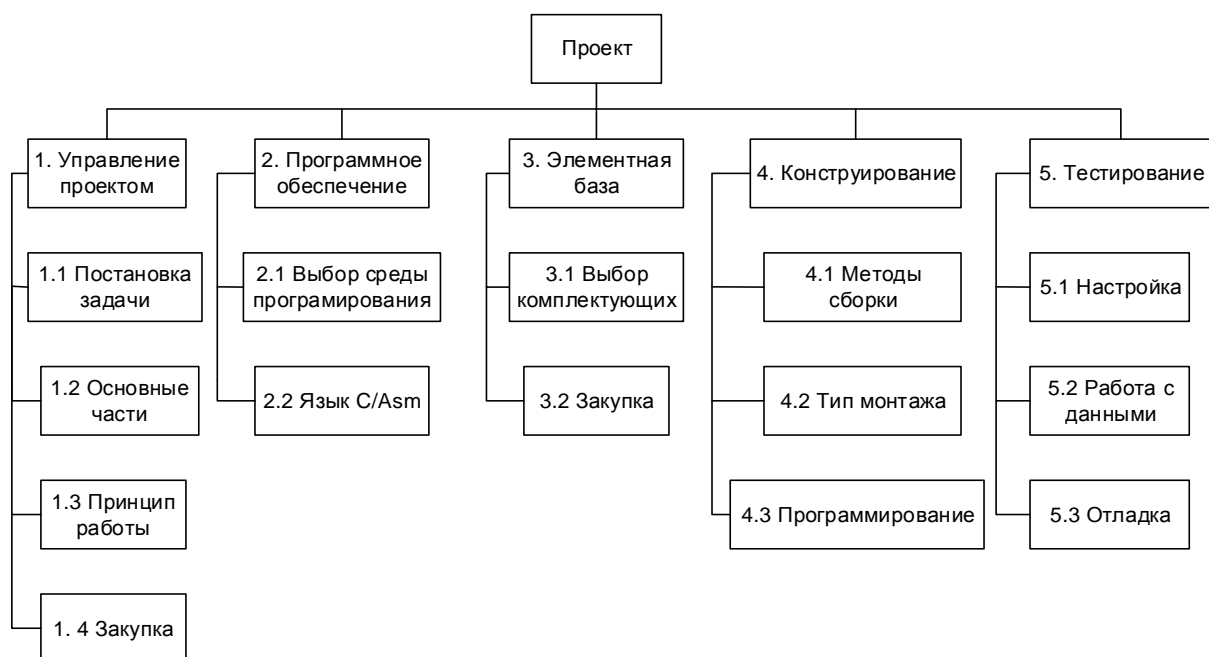 Проект
1. Управление
проектом
2. Программное
обеспечение
3. Элементная
база
4. Конструирование
5. Тестирование
1.1 Постановка
задачи
2.1 Выбор среды
програмирования
3.1 Выбор
комплектующих
4.1 Методы
сборки
5.1 Настройка
1.2 Основные
части
2.2 Язык C/Asm
3.2 Закупка
4.2 Тип монтажа
5.2 Работа с
данными
1.3 Принцип
работы
4.3 Программирование
5.3 Отладка
1. 4 Закупка